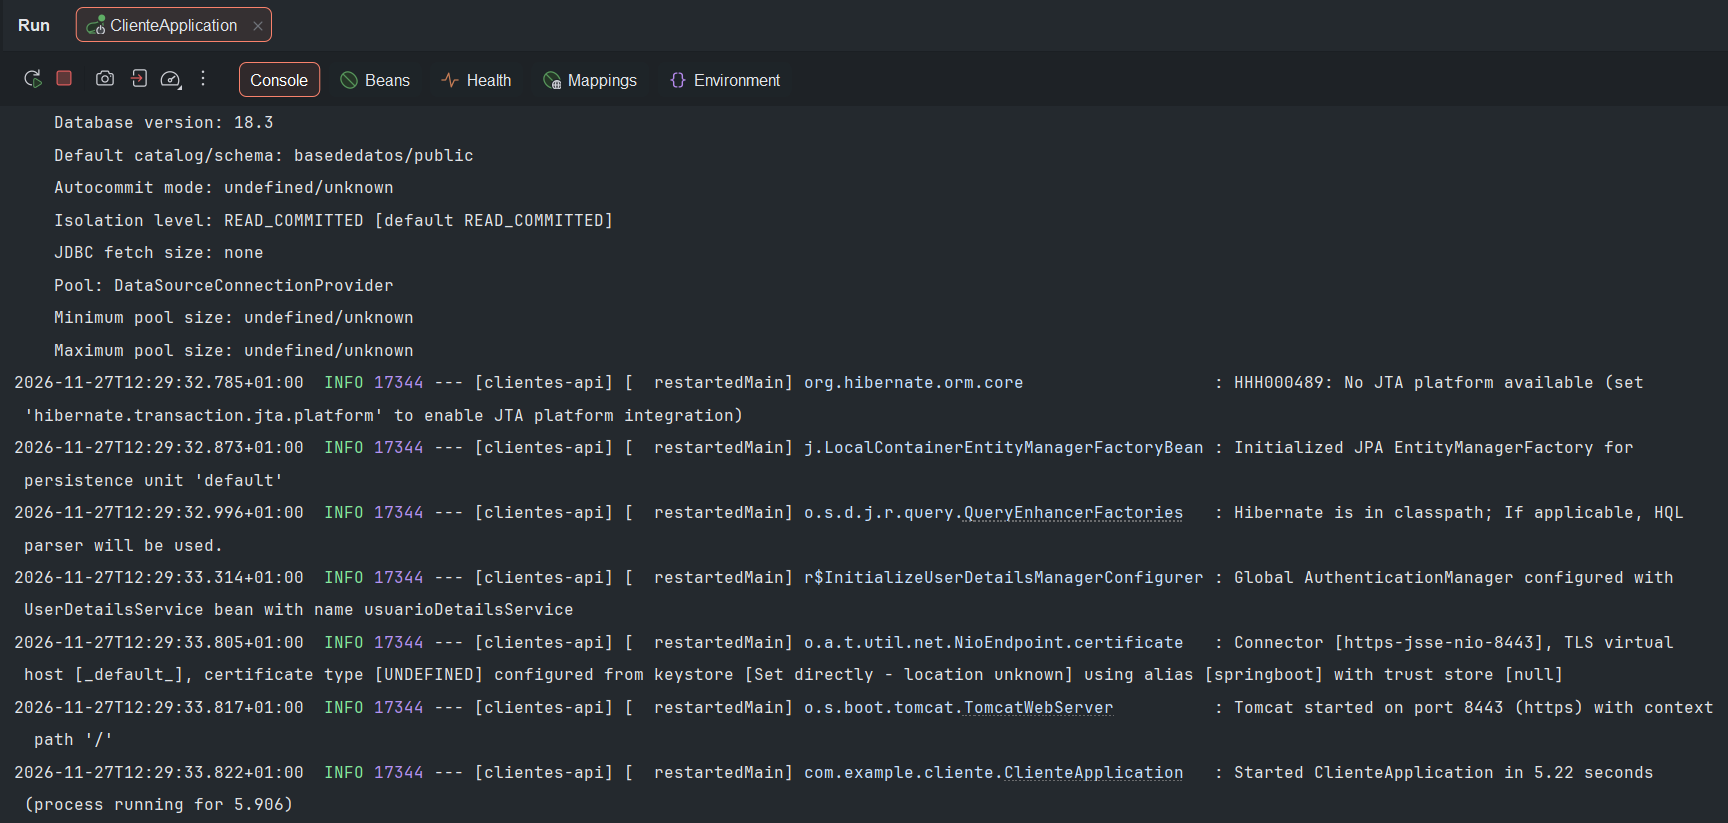 Run ClienteApplication
Console Beans Health Mappings Environment
Database version: 18.3
Default catalog/schema: basededatos/public
Autocommit mode: undefined/unknown
Isolation level: READ_COMMITTED [default READ_COMMITTED]
JDBC fetch size: none
Pool: DataSourceConnectionProvider
Minimum pool size: undefined/unknown
Maximum pool size: undefined/unknown
2026-11-27T12:29:32.785+01:00  INFO 17344 --- [clientes-api] [  restartedMain] org.hibernate.orm.core                   : HHH000489: No JTA platform available (set
'hibernate.transaction.jta.platform' to enable JTA platform integration)
2026-11-27T12:29:32.873+01:00  INFO 17344 --- [clientes-api] [  restartedMain] j.LocalContainerEntityManagerFactoryBean : Initialized JPA EntityManagerFactory for
persistence unit 'default'
2026-11-27T12:29:32.996+01:00  INFO 17344 --- [clientes-api] [  restartedMain] o.s.d.j.r.query.QueryEnhancerFactories   : Hibernate is in classpath; If applicable, HQL
parser will be used.
2026-11-27T12:29:33.314+01:00  INFO 17344 --- [clientes-api] [  restartedMain] r$InitializeUserDetailsManagerConfigurer : Global AuthenticationManager configured with
UserDetailsService bean with name usuarioDetailsService
2026-11-27T12:29:33.805+01:00  INFO 17344 --- [clientes-api] [  restartedMain] o.a.t.util.net.NioEndpoint.certificate   : Connector [https-jsse-nio-8443], TLS virtual
host [_default_], certificate type [UNDEFINED] configured from keystore [Set directly - location unknown] using alias [springboot] with trust store [null]
2026-11-27T12:29:33.817+01:00  INFO 17344 --- [clientes-api] [  restartedMain] o.s.boot.tomcat.TomcatWebServer          : Tomcat started on port 8443 (https) with context
path '/'
2026-11-27T12:29:33.822+01:00  INFO 17344 --- [clientes-api] [  restartedMain] com.example.cliente.ClienteApplication   : Started ClienteApplication in 5.22 seconds
(process running for 5.906)